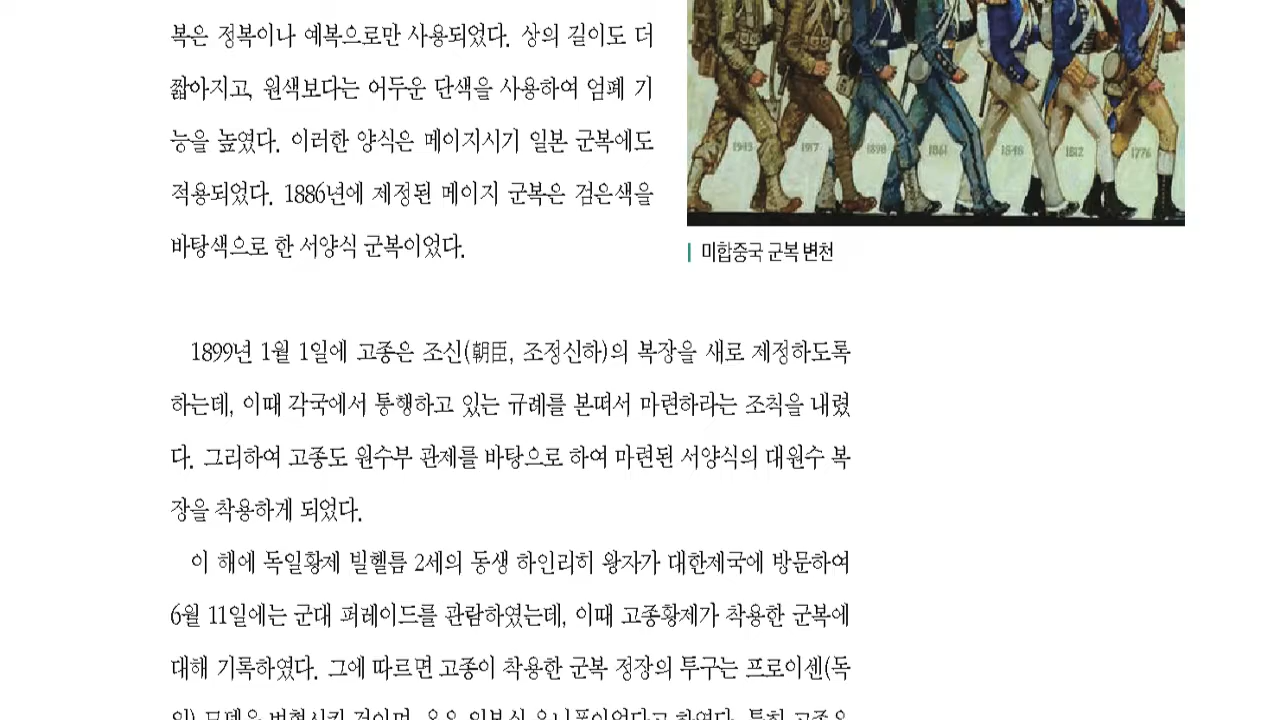 복은 정복이나 예복으로만 사용되었다. 상의 길이도 더
짧아지고, 원색보다는 어두운 단색을 사용하여 엄폐 기
능을 높였다. 이러한 양식은 메이지시기 일본 군복에도
적용되었다. 1886년에 제정된 메이지 군복은 검은색을
바탕색으로 한 서양식 군복이었다.
1943 1917 1898 1861 1848 1812 1776
미합중국 군복 변천
1899년 1월 1일에 고종은 조신(朝臣, 조정신하)의 복장을 새로 제정하도록
하는데, 이때 각국에서 통행하고 있는 규례를 본떠서 마련하라는 조칙을 내렸
다. 그리하여 고종도 원수부 관제를 바탕으로 하여 마련된 서양식의 대원수 복
장을 착용하게 되었다.
이 해에 독일황제 빌헬름 2세의 동생 하인리히 왕자가 대한제국에 방문하여
6월 11일에는 군대 퍼레이드를 관람하였는데, 이때 고종황제가 착용한 군복에
대해 기록하였다. 그에 따르면 고종이 착용한 군복 정장의 투구는 프로이센(독